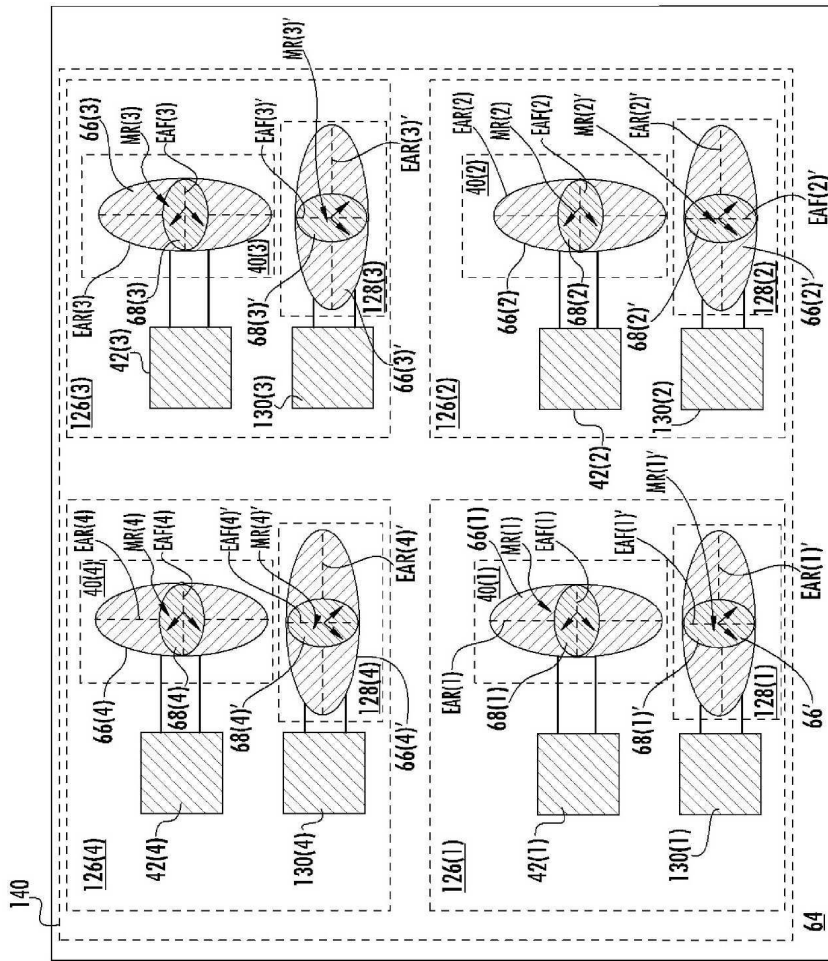 140
126(4)
66(4)
EAR(4)
MR(4)
EAF(4)
40(4)
68(4)
42(4)
EAF(4)'
MR(4)'
68(4)'
128(4)
EAR(4)'
66(4)'
130(4)
126(3)
42(3)
EAR(3)
68(3)
40(3)
66(3)
MR(3)
EAF(3)
MR(3)'
EAF(3)'
68(3)'
128(3)
EAR(3)'
66(3)'
130(3)
126(1)
EAR(1)
68(1)
66(1)
MR(1)
40(1)
EAF(1)
42(1)
MR(1)'
EAF(1)'
68(1)'
128(1)
EAR(1)'
66'
130(1)
126(2)
66(2)
68(2)
40(2)
EAR(2)
MR(2)
EAF(2)
42(2)
MR(2)'
EAR(2)'
68(2)'
128(2)
EAF(2)'
66(2)'
130(2)
64